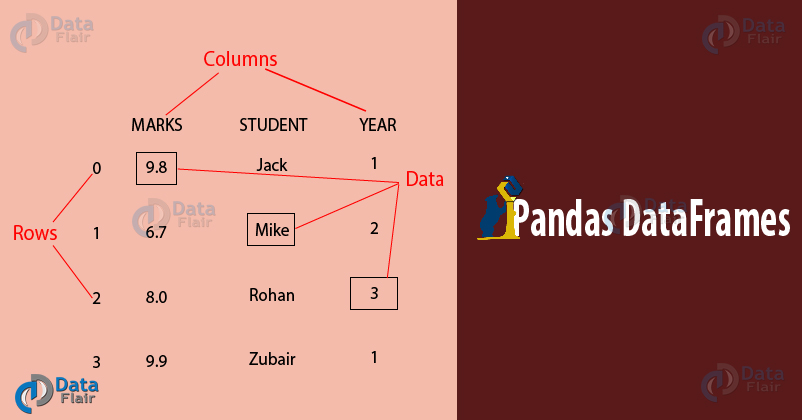 Data
Flair
Data
Flair
Columns
MARKS STUDENT YEAR
0 9.8 Jack 1
Data
Rows 1 6.7 Mike 2
Data
Flair
2 8.0 Rohan 3
3 9.9 Zubair 1
Data
Flair
Pandas DataFrames
Data
Flair
Data
Flair